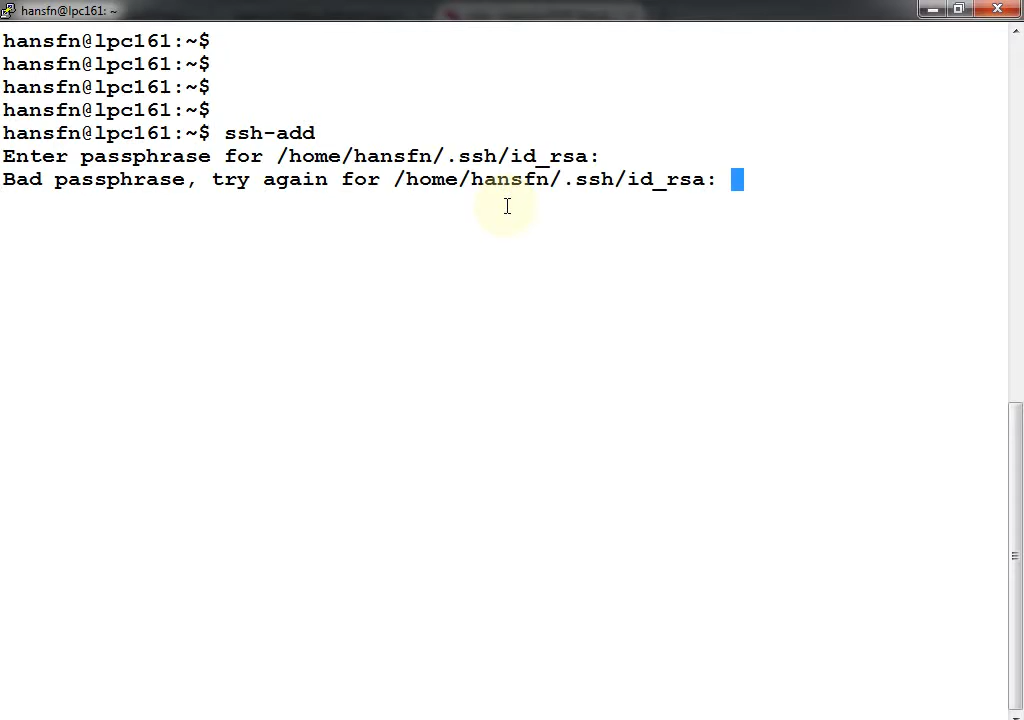 hansfn@lpc161: ~
hansfn@lpc161:~$
hansfn@lpc161:~$
hansfn@lpc161:~$
hansfn@lpc161:~$
hansfn@lpc161:~$ ssh-add
Enter passphrase for /home/hansfn/.ssh/id_rsa:
Bad passphrase, try again for /home/hansfn/.ssh/id_rsa: